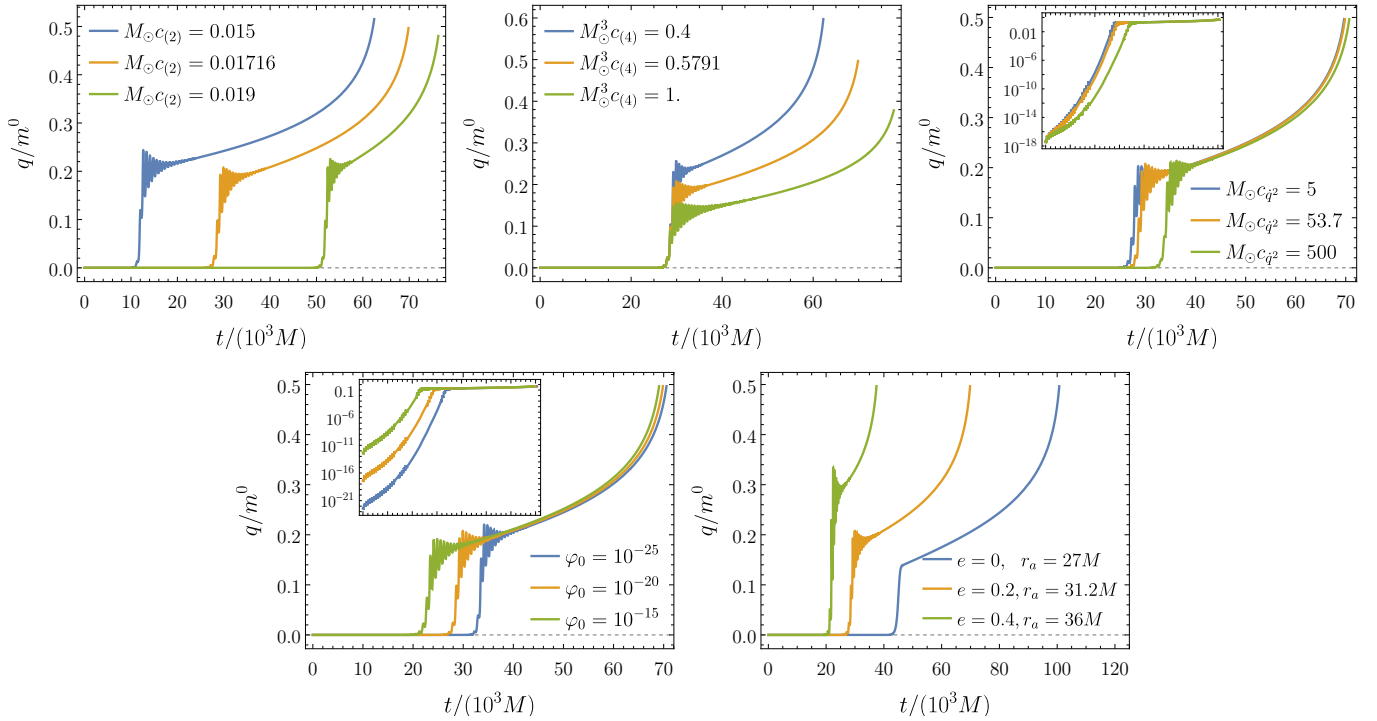 0.5
0.4
0.3
0.2
0.1
0.0
q/m⁰
M☉c₍₂₎ = 0.015
M☉c₍₂₎ = 0.01716
M☉c₍₂₎ = 0.019
0 10 20 30 40 50 60 70
t/(10³M)
0.6
0.5
0.4
0.3
0.2
0.1
0.0
q/m⁰
M☉³c₍₄₎ = 0.4
M☉³c₍₄₎ = 0.5791
M☉³c₍₄₎ = 1.
0 20 40 60
t/(10³M)
0.5
0.4
0.3
0.2
0.1
0.0
q/m⁰
0.01
10⁻⁶
10⁻¹⁰
10⁻¹⁴
10⁻¹⁸
M☉c_q̇² = 5
M☉c_q̇² = 53.7
M☉c_q̇² = 500
0 10 20 30 40 50 60 70
t/(10³M)
0.5
0.4
0.3
0.2
0.1
0.0
q/m⁰
0.1
10⁻⁶
10⁻¹¹
10⁻¹⁶
10⁻²¹
φ₀ = 10⁻²⁵
φ₀ = 10⁻²⁰
φ₀ = 10⁻¹⁵
0 10 20 30 40 50 60 70
t/(10³M)
0.5
0.4
0.3
0.2
0.1
0.0
q/m⁰
e = 0, rₐ = 27M
e = 0.2, rₐ = 31.2M
e = 0.4, rₐ = 36M
0 20 40 60 80 100 120
t/(10³M)